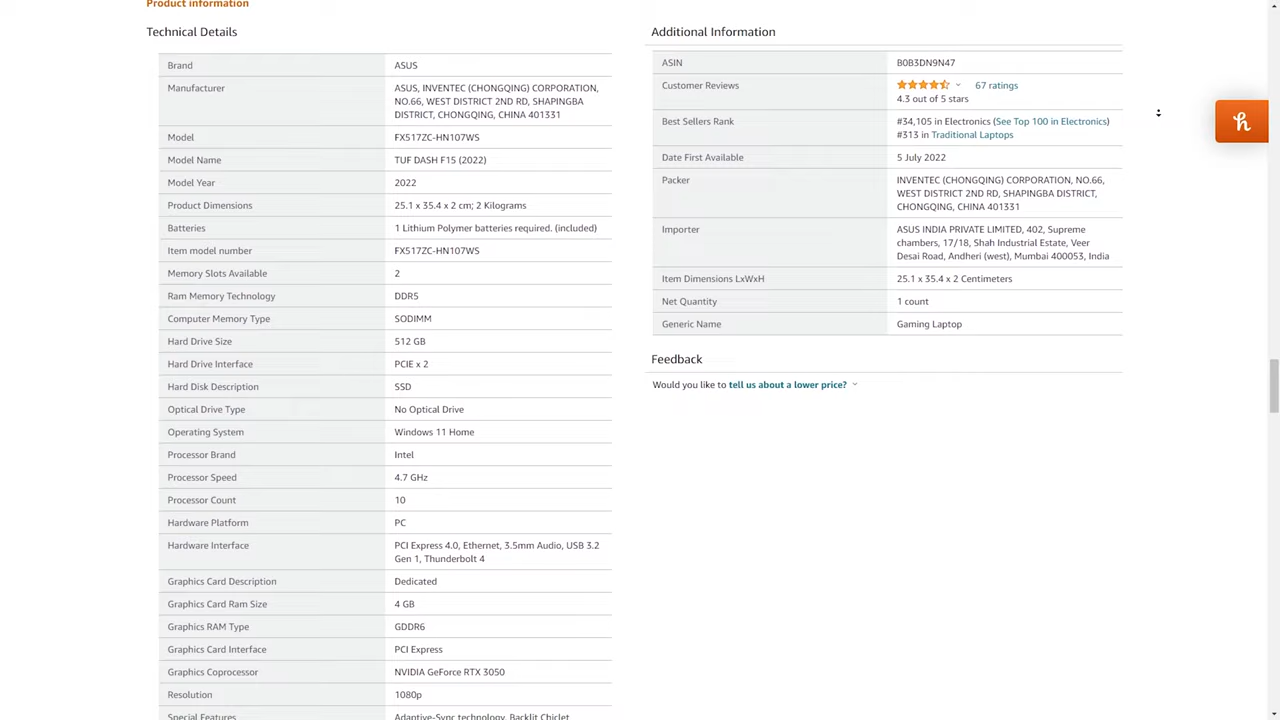 Product information
Technical Details
Brand ASUS
Manufacturer ASUS, INVENTEC (CHONGQING) CORPORATION,
NO.66, WEST DISTRICT 2ND RD, SHAPINGBA
DISTRICT, CHONGQING, CHINA 401331
Model FX517ZC-HN107WS
Model Name TUF DASH F15 (2022)
Model Year 2022
Product Dimensions 25.1 x 35.4 x 2 cm; 2 Kilograms
Batteries 1 Lithium Polymer batteries required. (included)
Item model number FX517ZC-HN107WS
Memory Slots Available 2
Ram Memory Technology DDR5
Computer Memory Type SODIMM
Hard Drive Size 512 GB
Hard Drive Interface PCIE x 2
Hard Disk Description SSD
Optical Drive Type No Optical Drive
Operating System Windows 11 Home
Processor Brand Intel
Processor Speed 4.7 GHz
Processor Count 10
Hardware Platform PC
Hardware Interface PCI Express 4.0, Ethernet, 3.5mm Audio, USB 3.2
Gen 1, Thunderbolt 4
Graphics Card Description Dedicated
Graphics Card Ram Size 4 GB
Graphics RAM Type GDDR6
Graphics Card Interface PCI Express
Graphics Coprocessor NVIDIA GeForce RTX 3050
Resolution 1080p
Special Features Adaptive-Sync technology, Backlit Chiclet
Additional Information
ASIN B0B3DN9N47
Customer Reviews 67 ratings
4.3 out of 5 stars
Best Sellers Rank #34,105 in Electronics (See Top 100 in Electronics)
#313 in Traditional Laptops
Date First Available 5 July 2022
Packer INVENTEC (CHONGQING) CORPORATION, NO.66,
WEST DISTRICT 2ND RD, SHAPINGBA DISTRICT,
CHONGQING, CHINA 401331
Importer ASUS INDIA PRIVATE LIMITED, 402, Supreme
chambers, 17/18, Shah Industrial Estate, Veer
Desai Road, Andheri (west), Mumbai 400053, India
Item Dimensions LxWxH 25.1 x 35.4 x 2 Centimeters
Net Quantity 1 count
Generic Name Gaming Laptop
Feedback
Would you like to tell us about a lower price?
h